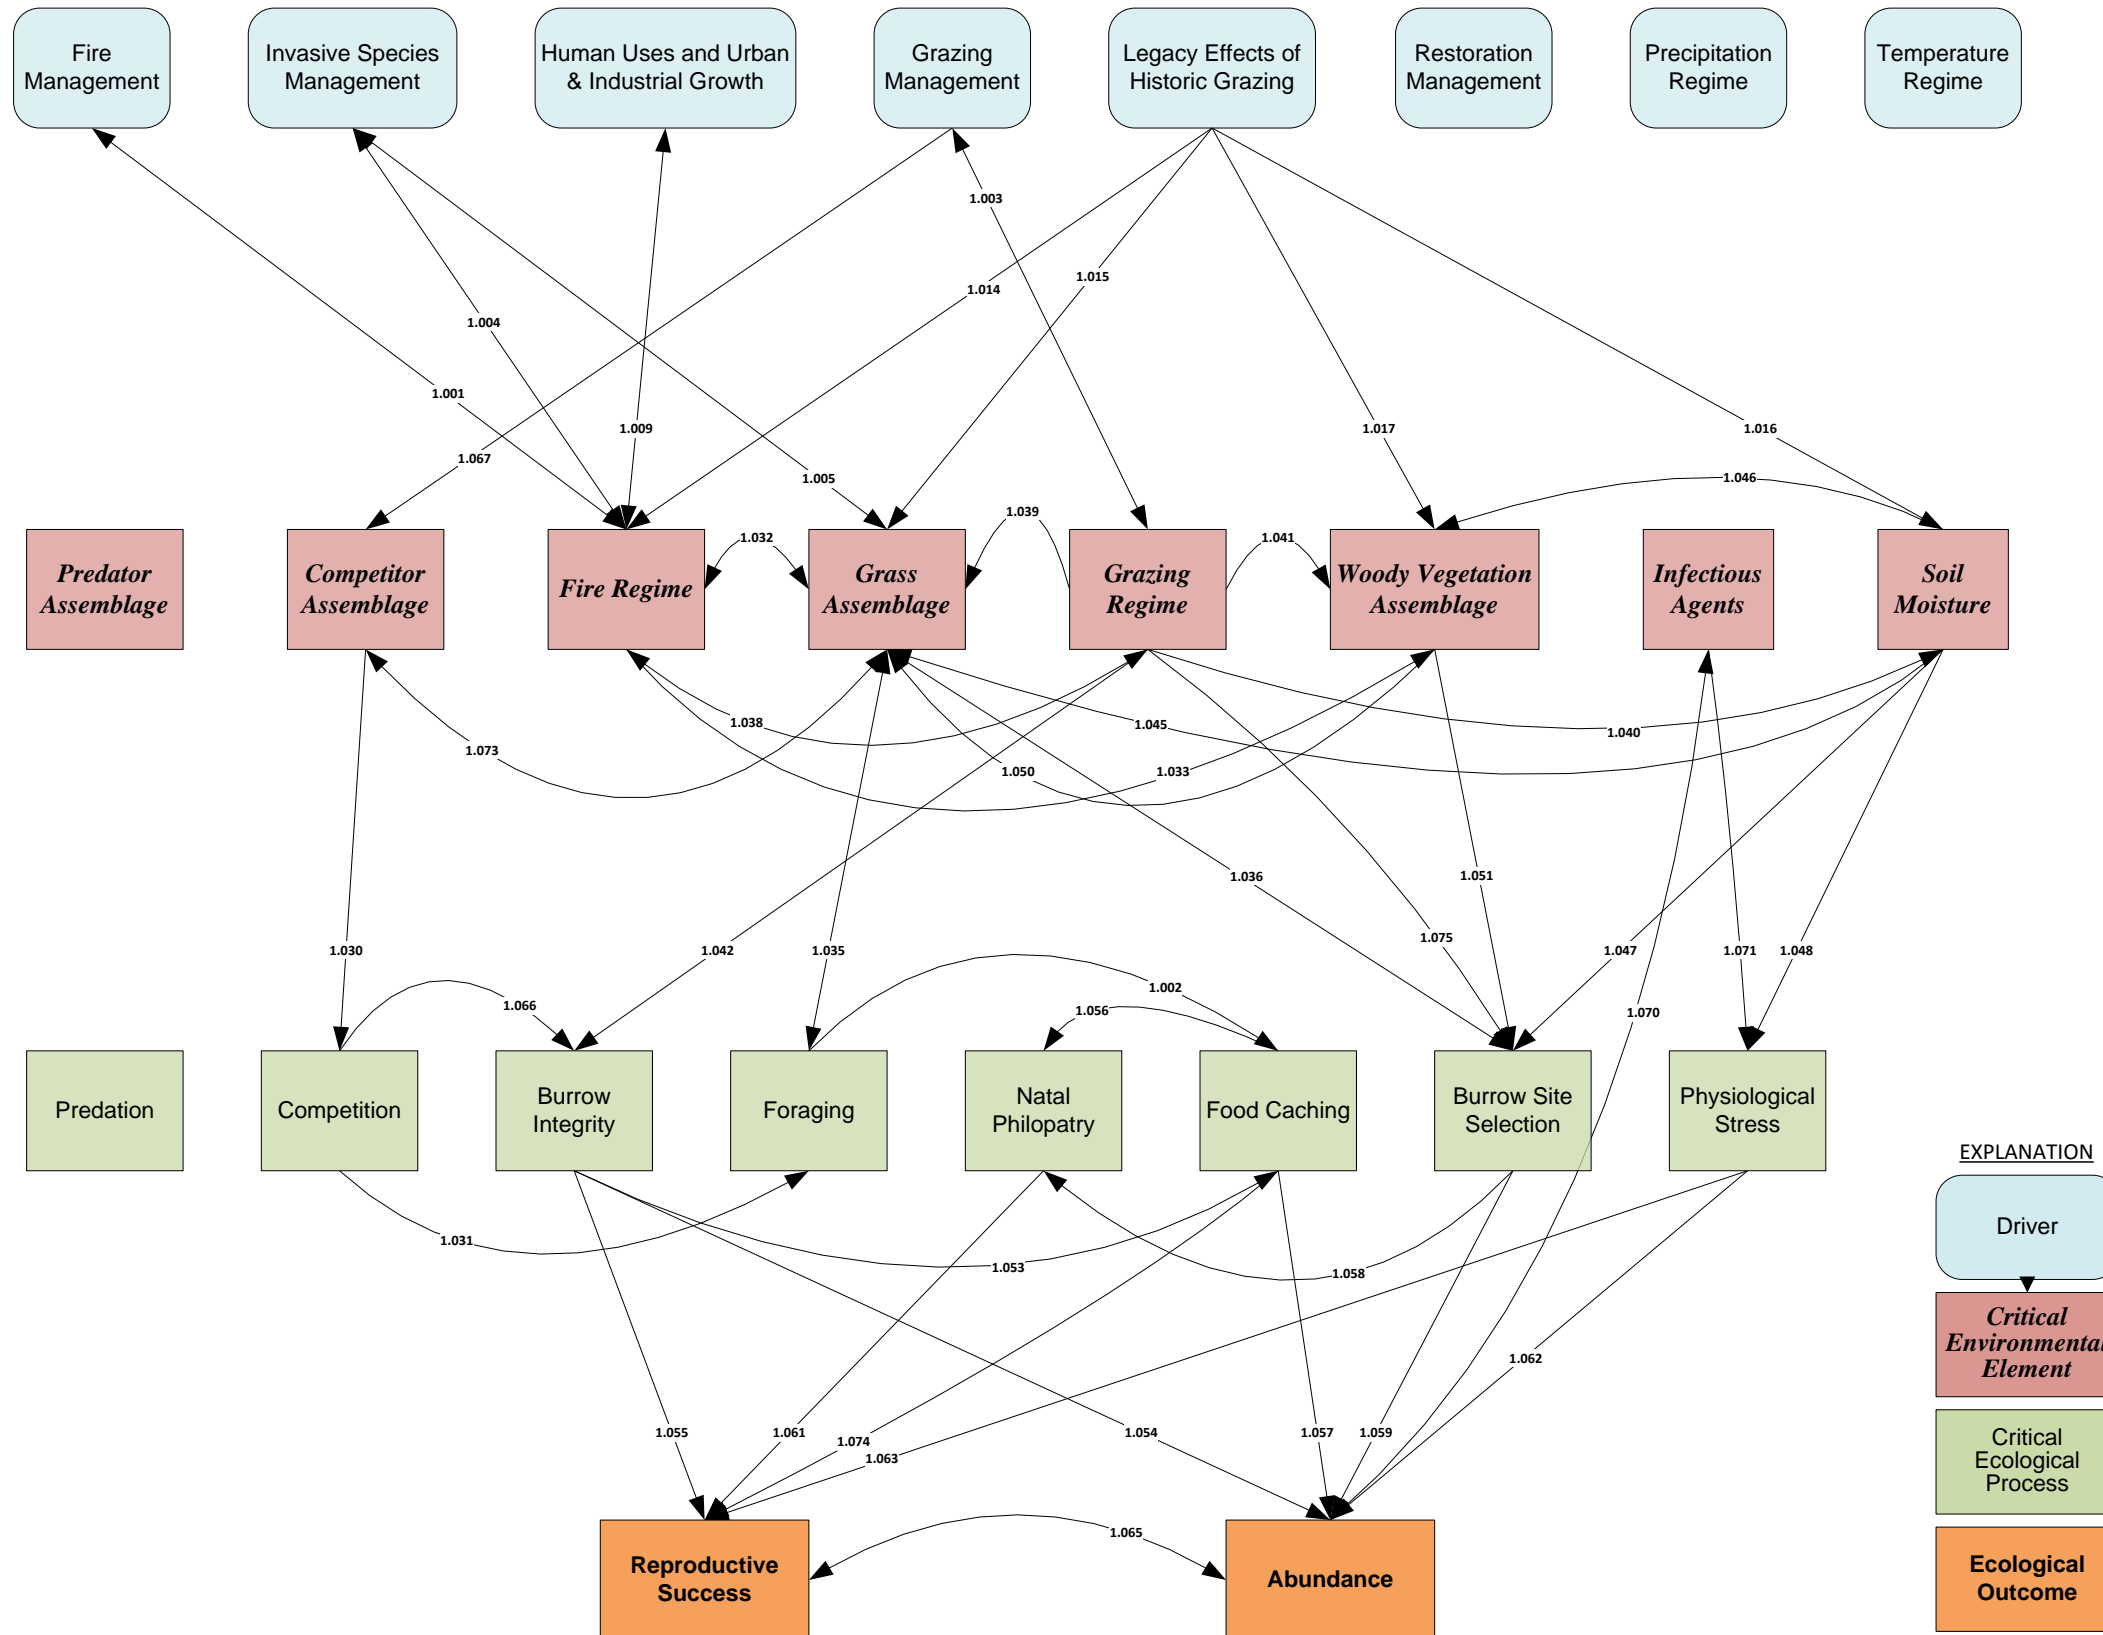 Fire
Management
Invasive Species
Management
Human Uses and Urban
& Industrial Growth
Grazing
Management
Legacy Effects of
Historic Grazing
Restoration
Management
Precipitation
Regime
Temperature
Regime
1.003
1.015
1.014
1.004
1.001
1.009
1.017
1.016
1.067
1.005
1.046
1.039
1.032
1.041
Predator
Assemblage
Competitor
Assemblage
Fire Regime
Grass
Assemblage
Grazing
Regime
Woody Vegetation
Assemblage
Infectious
Agents
Soil
Moisture
1.038
1.045
1.040
1.073
1.050
1.033
1.036
1.051
1.075
1.030
1.042
1.035
1.047
1.071
1.048
1.002
1.066
1.056
1.070
Predation
Competition
Burrow
Integrity
Foraging
Natal
Philopatry
Food Caching
Burrow Site
Selection
Physiological
Stress
1.031
1.053
1.058
1.062
1.055
1.061
1.074
1.063
1.054
1.057
1.059
1.065
Reproductive
Success
Abundance
EXPLANATION
Driver
Critical
Environmental
Element
Critical
Ecological
Process
Ecological
Outcome